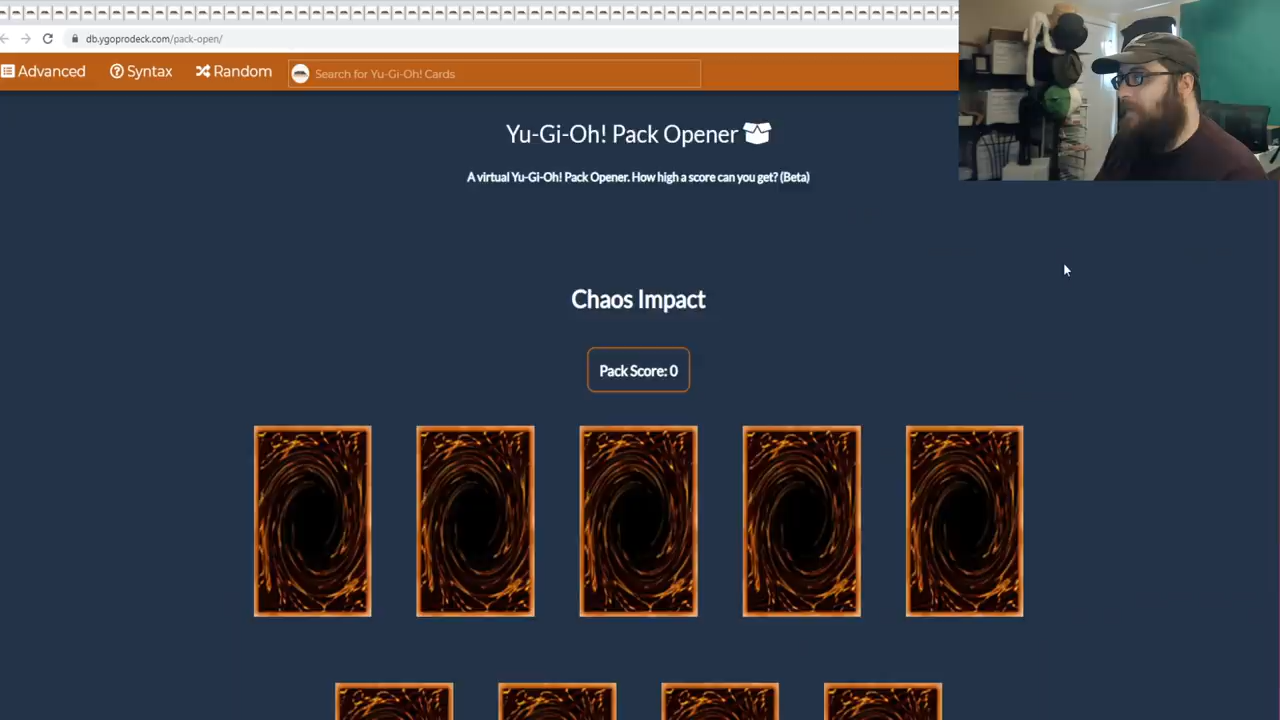 db.ygoprodeck.com/pack-open/
Advanced Syntax Random Search for Yu-Gi-Oh! Cards
Yu-Gi-Oh! Pack Opener
A virtual Yu-Gi-Oh! Pack Opener. How high a score can you get? (Beta)
Chaos Impact
Pack Score: 0